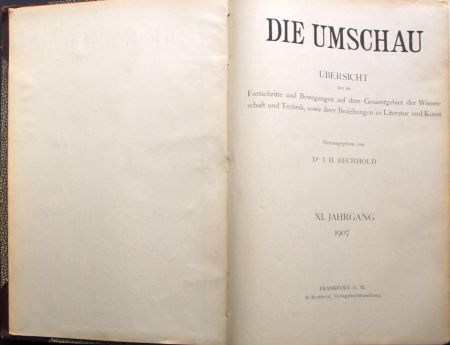 DIE UMSCHAU
ÜBERSICHT
über die
Fortschritte und Bewegungen auf dem Gesamtgebiet der Wissen-
schaft und Technik, sowie ihrer Beziehungen zu Literatur und Kunst
Herausgegeben von
Dr J. H. BECHHOLD
XI. JAHRGANG
1907
FRANKFURT A. M
H. Bechhold, Verlagsbuchhandlung